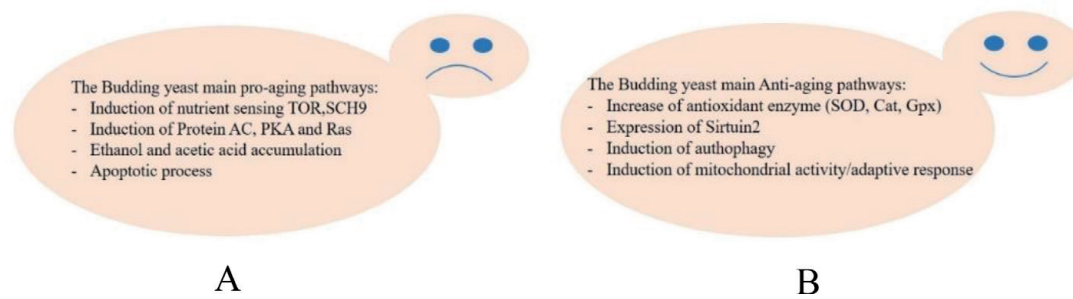 The Budding yeast main pro-aging pathways:
- Induction of nutrient sensing TOR,SCH9
- Induction of Protein AC, PKA and Ras
- Ethanol and acetic acid accumulation
- Apoptotic process
A
The Budding yeast main Anti-aging pathways:
- Increase of antioxidant enzyme (SOD, Cat, Gpx)
- Expression of Sirtuin2
- Induction of authophagy
- Induction of mitochondrial activity/adaptive response
B